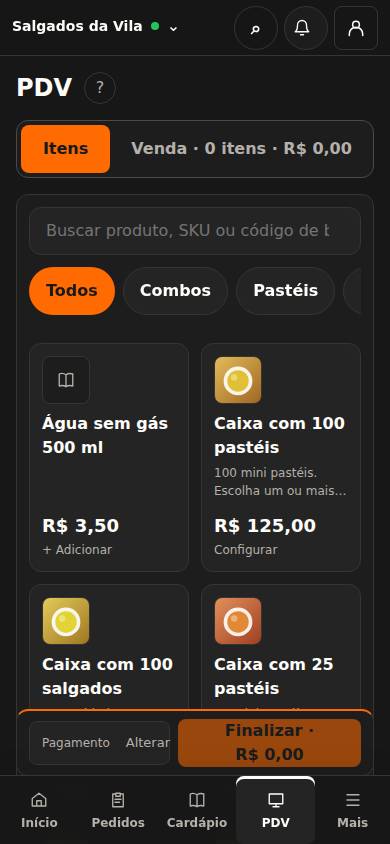 Salgados da Vila
PDV
?
Itens
Venda · 0 itens · R$ 0,00
Buscar produto, SKU ou código de b
Todos
Combos
Pastéis
Água sem gás
500 ml
R$ 3,50
+ Adicionar
Caixa com 100
pastéis
100 mini pastéis.
Escolha um ou mais...
R$ 125,00
Configurar
Caixa com 100
salgados
Caixa com 25
pastéis
Pagamento
Alterar
Finalizar ·
R$ 0,00
Início
Pedidos
Cardápio
PDV
Mais